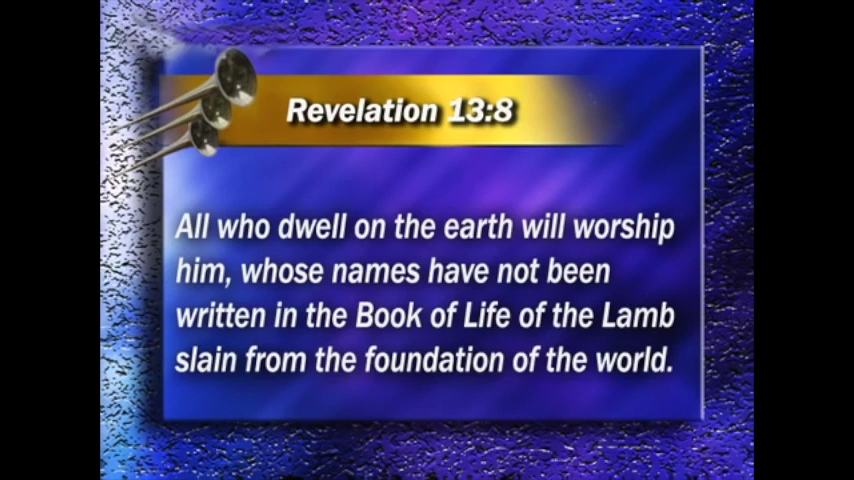 Revelation 13:8
All who dwell on the earth will worship
him, whose names have not been
written in the Book of Life of the Lamb
slain from the foundation of the world.